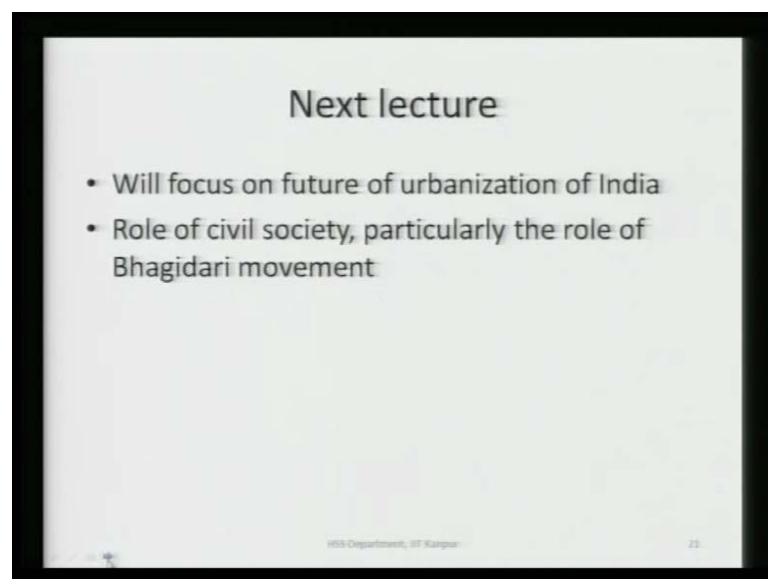 Next lecture
• Will focus on future of urbanization of India
• Role of civil society, particularly the role of
Bhagidari movement
HSS Department, IIT Kanpur
21